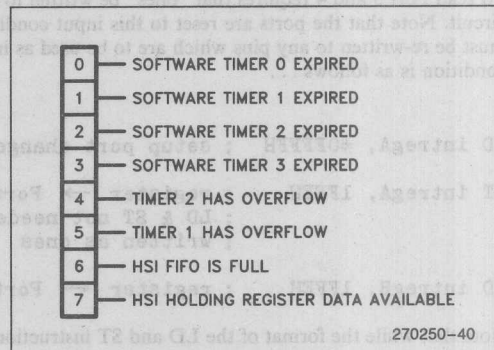 0 SOFTWARE TIMER 0 EXPIRED
1 SOFTWARE TIMER 1 EXPIRED
2 SOFTWARE TIMER 2 EXPIRED
3 SOFTWARE TIMER 3 EXPIRED
4 TIMER 2 HAS OVERFLOW
5 TIMER 1 HAS OVERFLOW
6 HSI FIFO IS FULL
7 HSI HOLDING REGISTER DATA AVAILABLE
270250-40